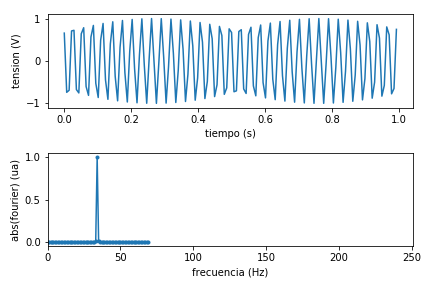 tension (V)
1
0
−1
0.0 0.2 0.4 0.6 0.8 1.0
tiempo (s)
abs(fourier) (ua)
1.0
0.5
0.0
0 50 100 150 200 250
frecuencia (Hz)